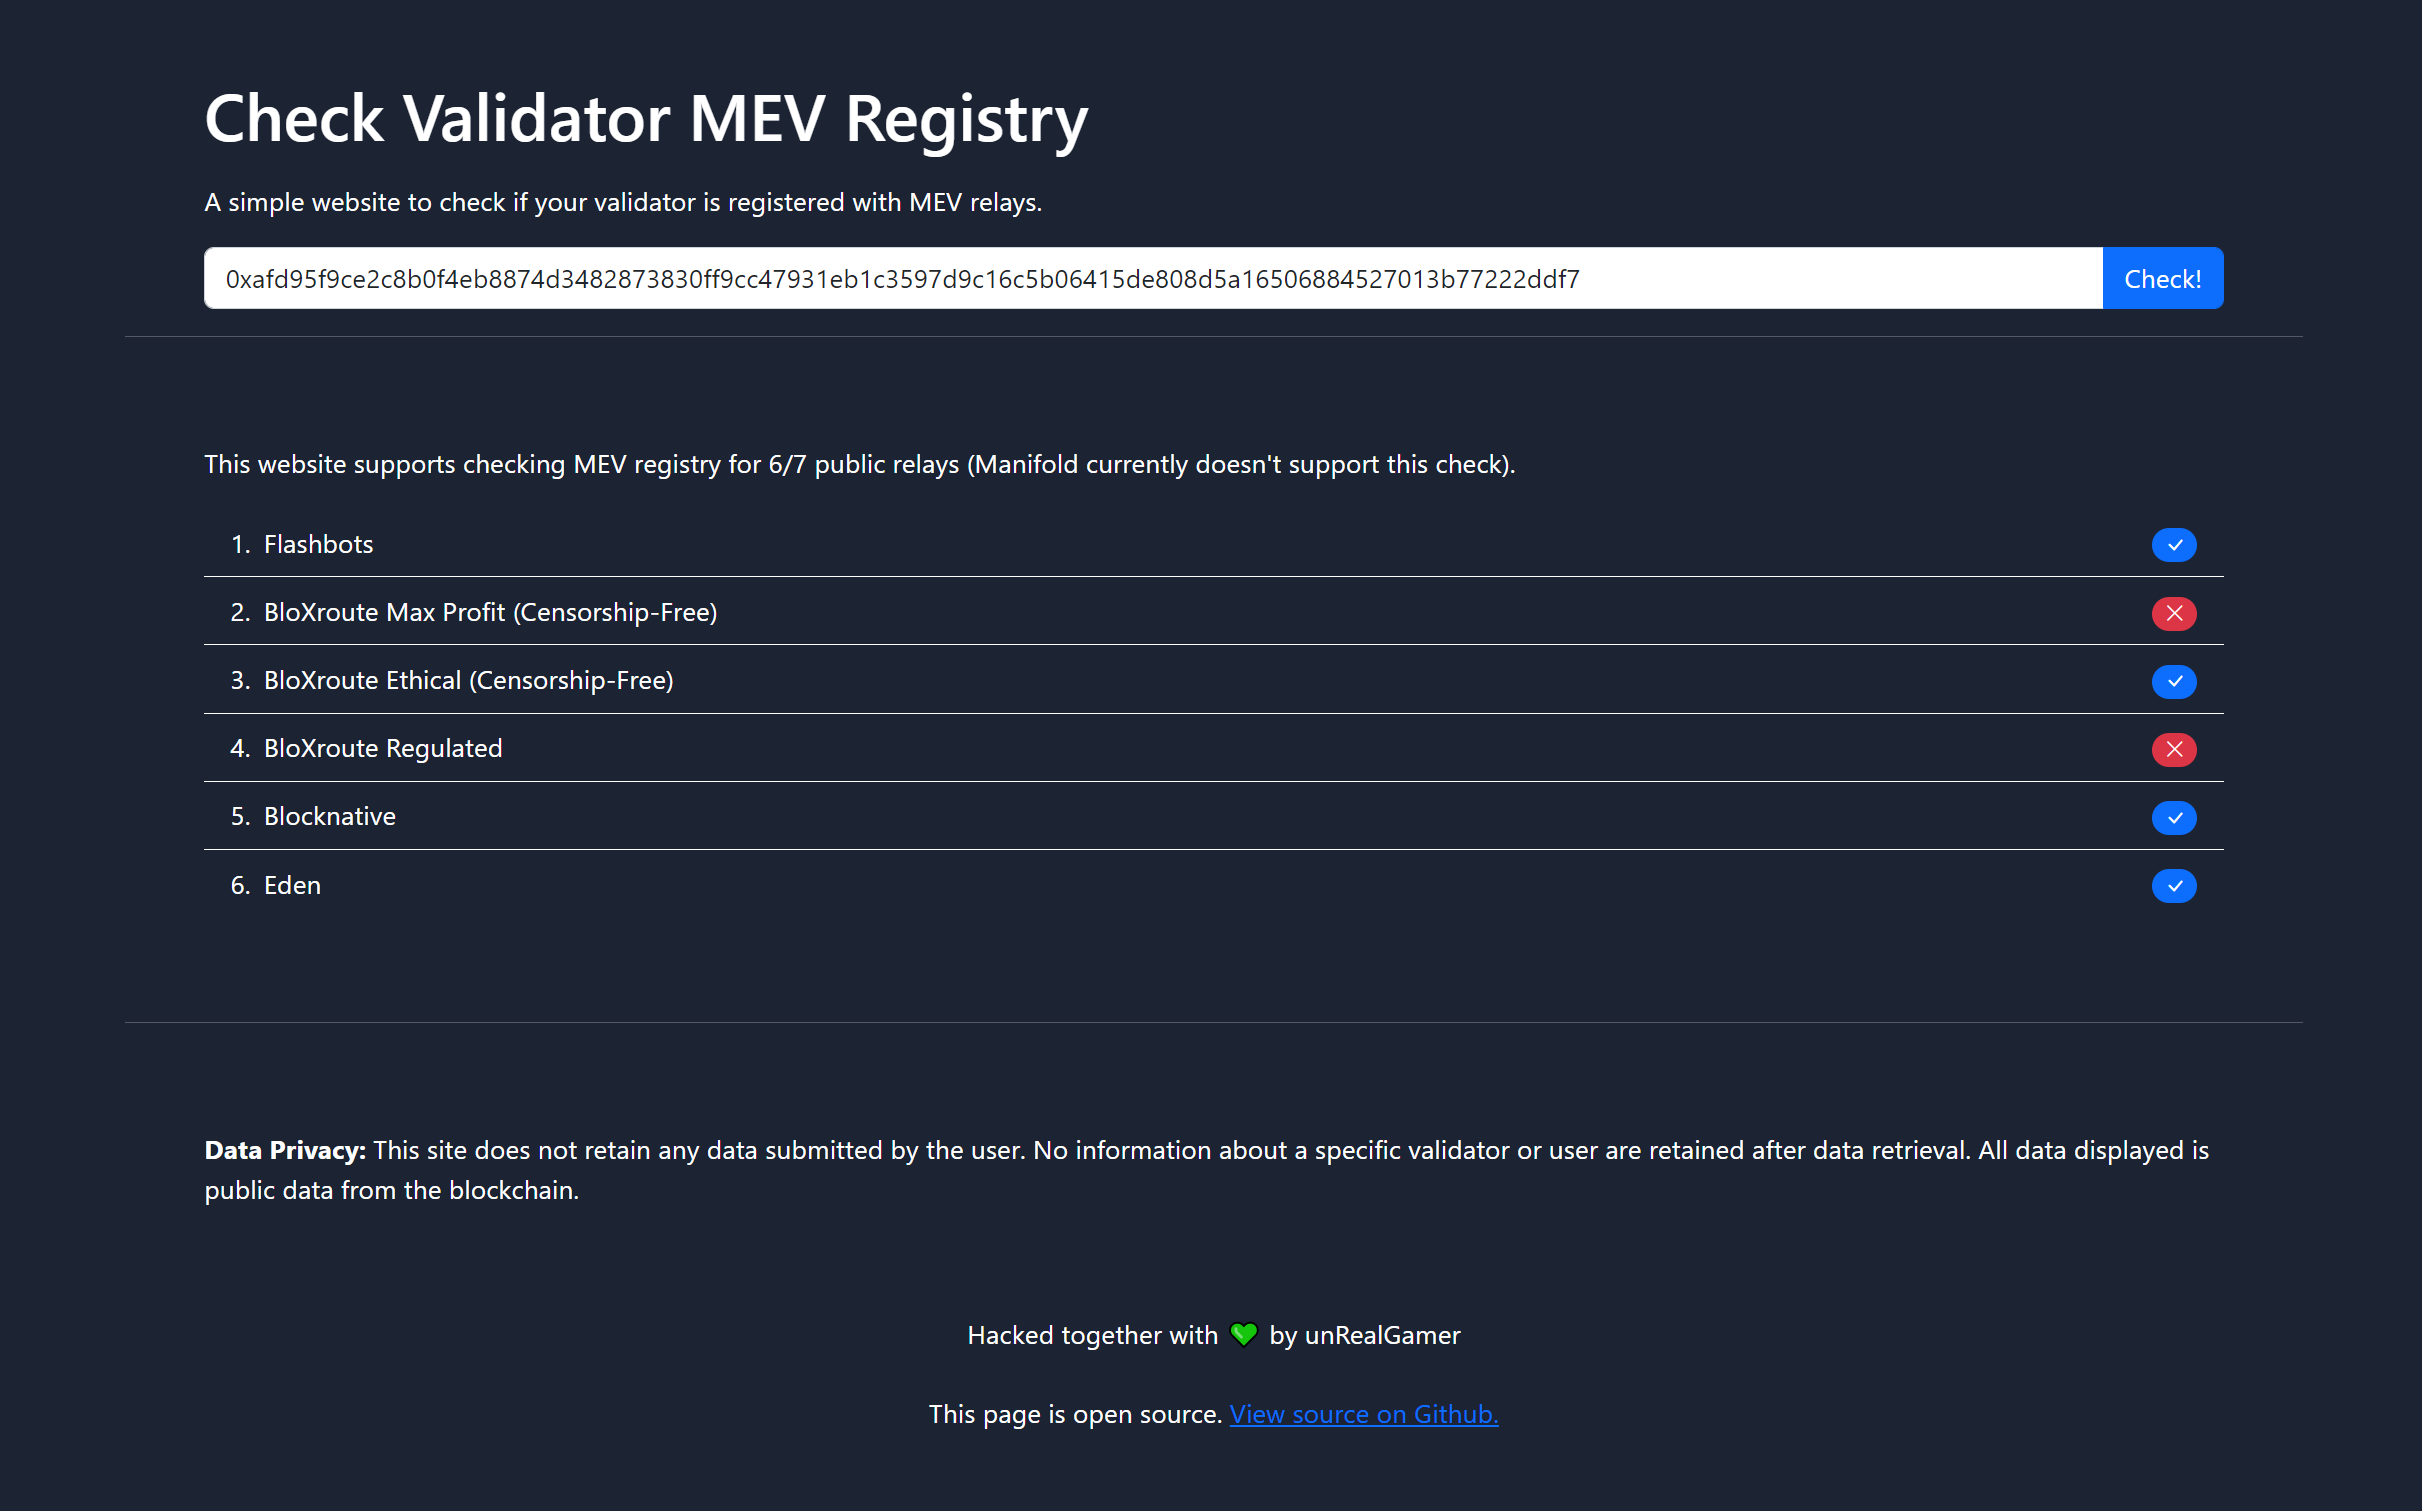 Check Validator MEV Registry
A simple website to check if your validator is registered with MEV relays.
0xafd95f9ce2c8b0f4eb8874d3482873830ff9cc47931eb1c3597d9c16c5b06415de808d5a16506884527013b77222ddf7
Check!
This website supports checking MEV registry for 6/7 public relays (Manifold currently doesn't support this check).
1. Flashbots
2. BloXroute Max Profit (Censorship-Free)
3. BloXroute Ethical (Censorship-Free)
4. BloXroute Regulated
5. Blocknative
6. Eden
Data Privacy: This site does not retain any data submitted by the user. No information about a specific validator or user are retained after data retrieval. All data displayed is
public data from the blockchain.
Hacked together with 💚 by unRealGamer
This page is open source. View source on Github.